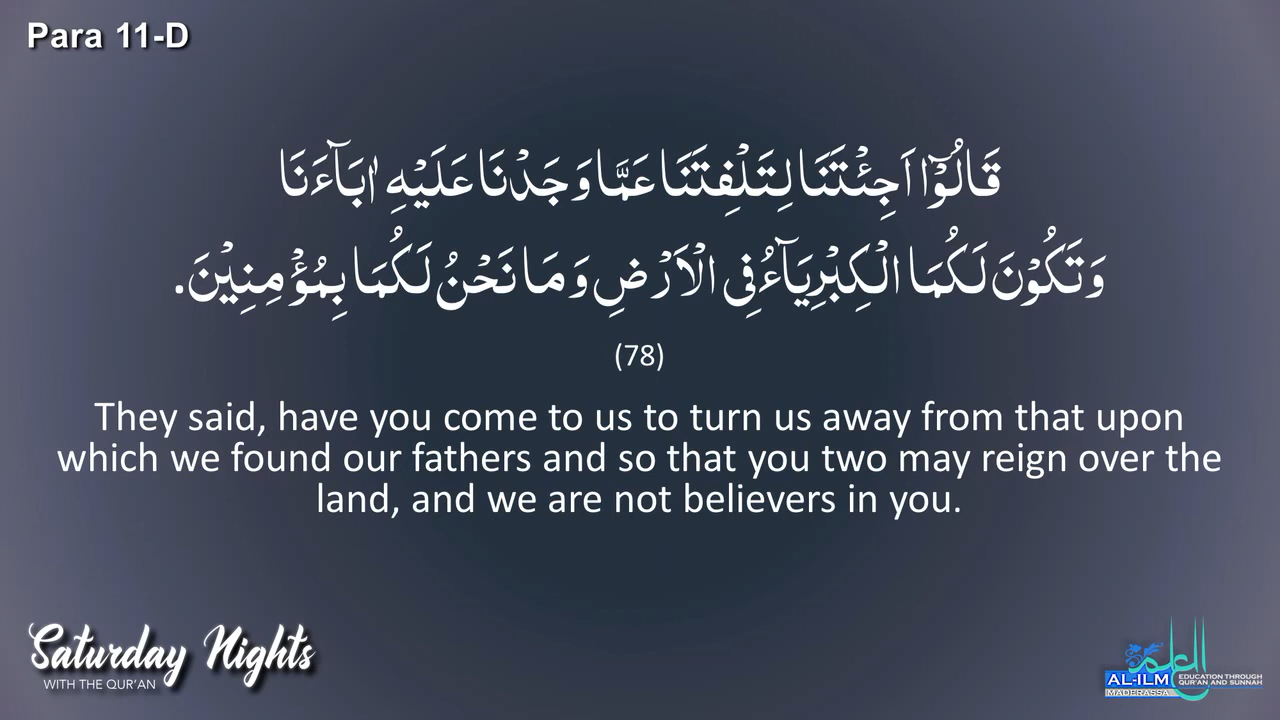 Para 11-D
قَالُوْۤا اَجِئْتَنَا لِتَلْفِتَنَا عَمَّا وَجَدْنَا عَلَيْهِ اٰبَآءَنَا
وَتَكُوْنَ لَكُمَا الْكِبْرِيَآءُ فِى الْاَرْضِ وَمَا نَحْنُ لَكُمَا بِمُؤْمِنِيْنَ.
(78)
They said, have you come to us to turn us away from that upon
which we found our fathers and so that you two may reign over the
land, and we are not believers in you.
Saturday Nights
WITH THE QUR'AN
العلم
AL-ILM
MADERASSA
EDUCATION THROUGH
QUR'AN AND SUNNAH